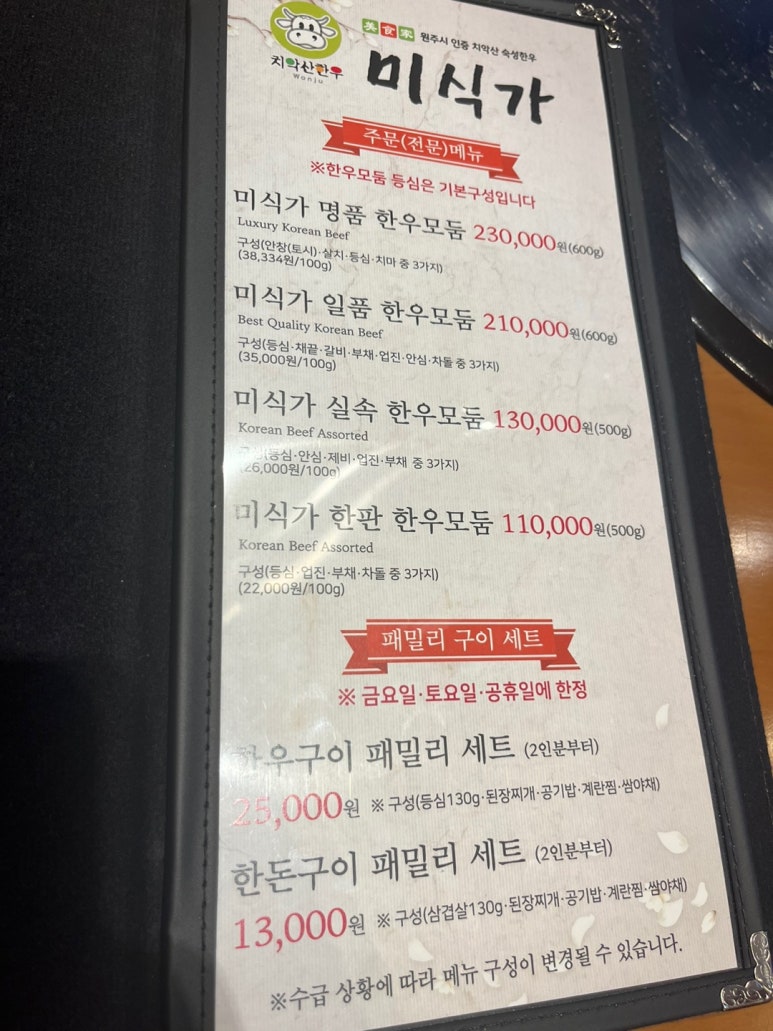 치악산한우
Wonju
美食家 원주시 인증 치악산 숙성한우
미식가
주문(전문)메뉴
※한우모둠 등심은 기본구성입니다
미식가 명품 한우모둠 230,000원(600g)
Luxury Korean Beef
구성(안창(토시)·살치·등심·치마 중 3가지)
(38,334원/100g)
미식가 일품 한우모둠 210,000원(600g)
Best Quality Korean Beef
구성(등심·채끝·갈비·부채·업진·안심·차돌 중 3가지)
(35,000원/100g)
미식가 실속 한우모둠 130,000원(500g)
Korean Beef Assorted
구성(등심·안심·제비·업진·부채 중 3가지)
(26,000원/100g)
미식가 한판 한우모둠 110,000원(500g)
Korean Beef Assorted
구성(등심·업진·부채·차돌 중 3가지)
(22,000원/100g)
패밀리 구이 세트
※ 금요일·토요일·공휴일에 한정
한우구이 패밀리 세트 (2인분부터)
25,000원 ※ 구성(등심130g·된장찌개·공기밥·계란찜·쌈야채)
한돈구이 패밀리 세트 (2인분부터)
13,000원 ※ 구성(삼겹살130g·된장찌개·공기밥·계란찜·쌈야채)
※수급 상황에 따라 메뉴 구성이 변경될 수 있습니다.